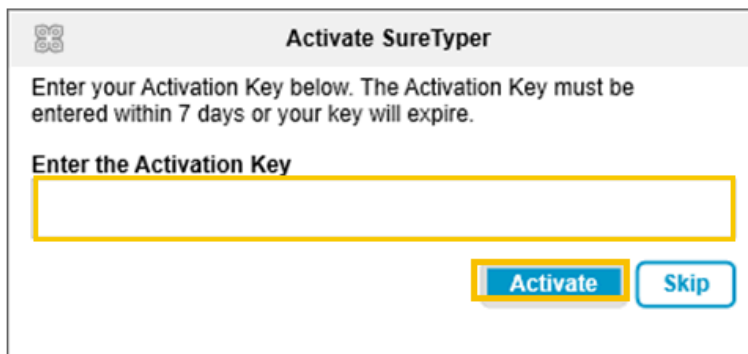 Activate SureTyper
Enter your Activation Key below. The Activation Key must be
entered within 7 days or your key will expire.
Enter the Activation Key
Activate
Skip